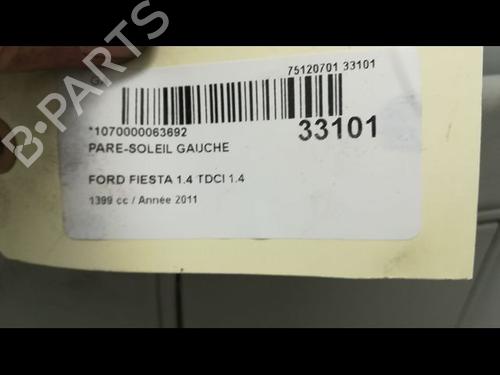 75120701 33101
*1070000063692
33101
PARE-SOLEIL GAUCHE
FORD FIESTA 1.4 TDCI 1.4
1399 cc / Année 2011
B-PARTS